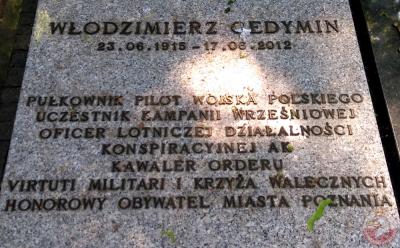 WŁODZIMIERZ GEDYMIN
23.06.1915 - 17.06.2012
PUŁKOWNIK PILOT WOJSKA POLSKIEGO
UCZESTNIK KAMPANII WRZEŚNIOWEJ
OFICER LOTNICZEJ DZIAŁALNOŚCI
KONSPIRACYJNEJ AK
KAWALER ORDERU
VIRTUTI MILITARI I KRZYŻA WALECZNYCH
HONOROWY OBYWATEL MIASTA POZNANIA